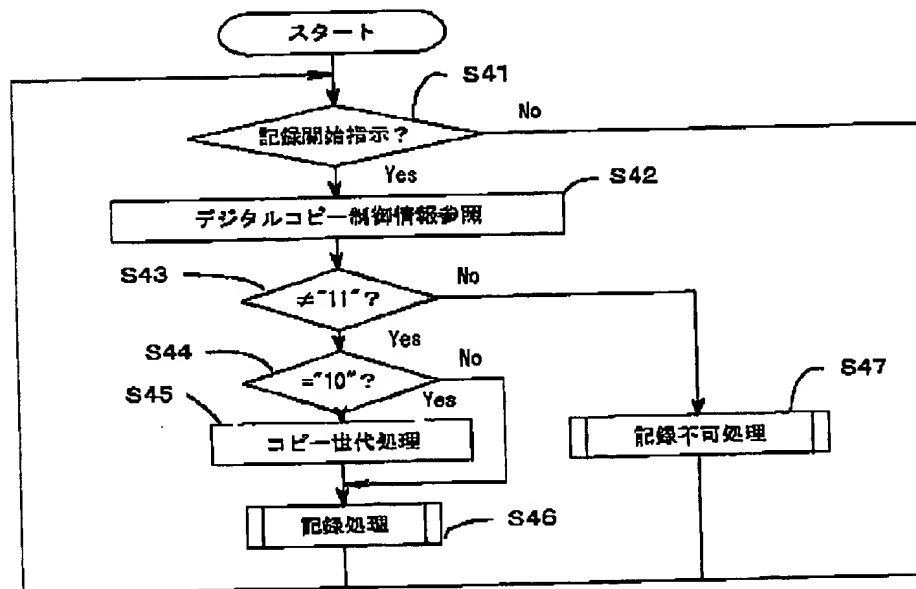 スタート
S41
記録開始指示?
No
Yes
S42
デジタルコピー制御情報参照
S43
≠"11"?
No
Yes
S44
="10"?
No
Yes
S45
コピー世代処理
S47
記録不可処理
記録処理
S46